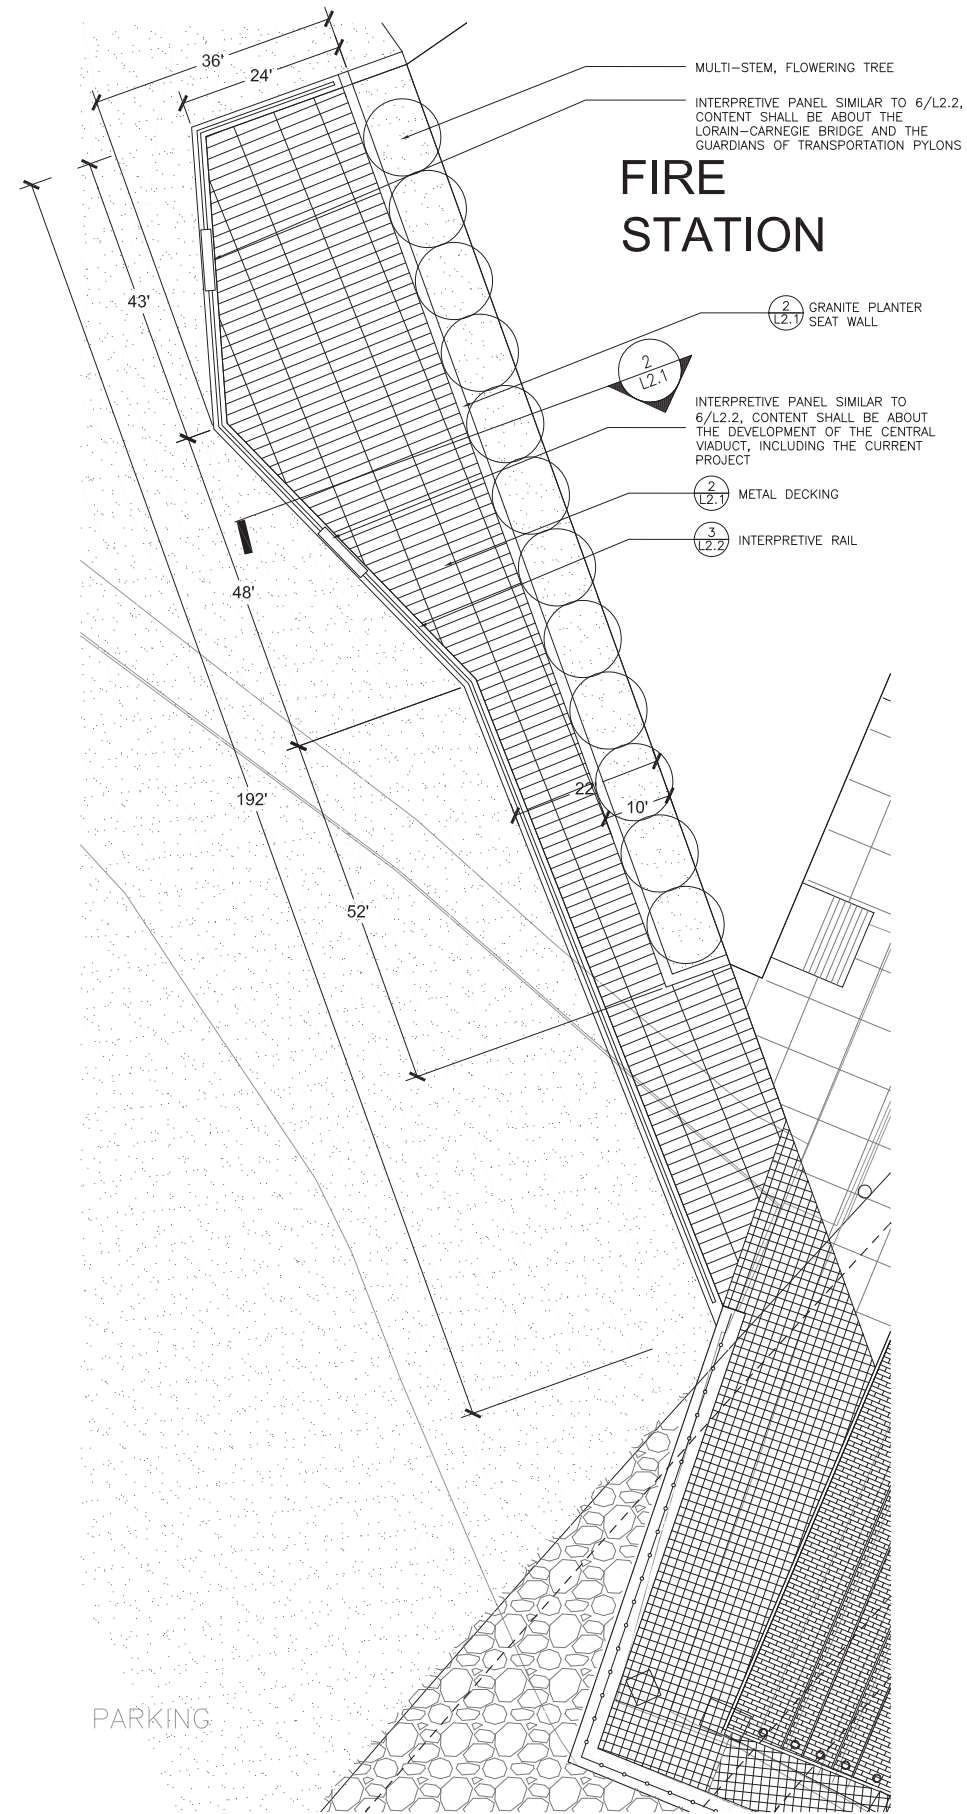 36'
24'
MULTI-STEM, FLOWERING TREE
INTERPRETIVE PANEL SIMILAR TO 6/L2.2,
CONTENT SHALL BE ABOUT THE
LORAIN-CARNEGIE BRIDGE AND THE
GUARDIANS OF TRANSPORTATION PYLONS
FIRE
STATION
43'
2
L2.1
GRANITE PLANTER
SEAT WALL
2
L2.1
INTERPRETIVE PANEL SIMILAR TO
6/L2.2, CONTENT SHALL BE ABOUT
THE DEVELOPMENT OF THE CENTRAL
VIADUCT, INCLUDING THE CURRENT
PROJECT
2
L2.1
METAL DECKING
3
L2.2
INTERPRETIVE RAIL
48'
192'
22'
10'
52'
PARKING